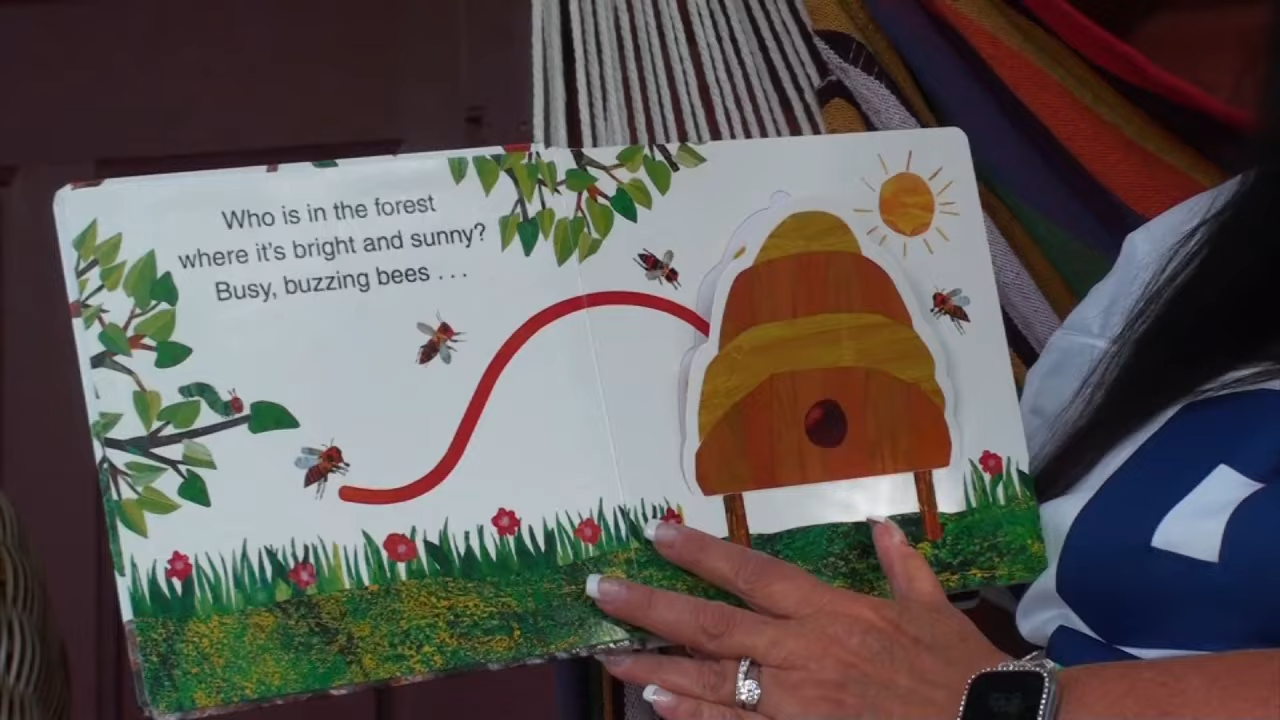 Who is in the forest
where it's bright and sunny?
Busy, buzzing bees . . .